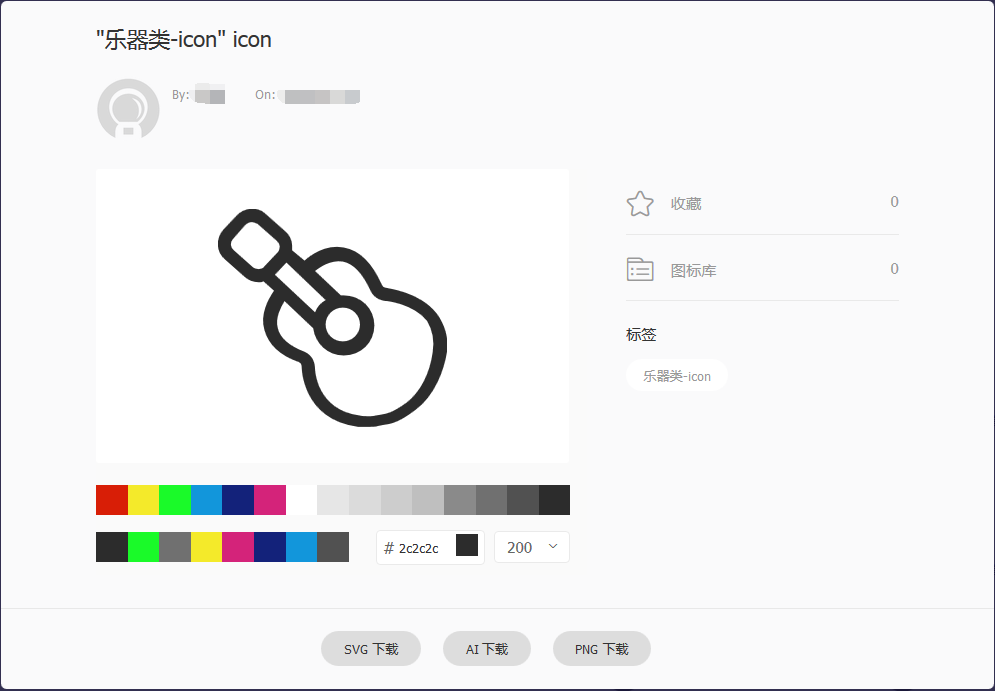 "乐器类-icon" icon
By:
On:
收藏 0
图标库 0
标签
乐器类-icon
# 2c2c2c
200
SVG 下载
AI 下载
PNG 下载